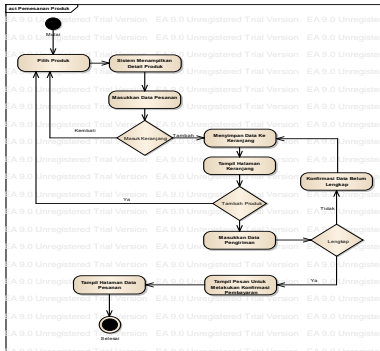 aci Pemesanan Produk
Mulai
Pilih Produk
Sistem Menampilkan
Detail Produk
Masukkan Data Pesanan
Masuk Keranjang
Kembali
Tambah
Menyimpan Data Ke
Keranjang
Tampil Halaman
Keranjang
Konfirmasi Data Belum
Lengkap
Ya
Tambah Produk
Tidak
Masukkan Data
Pengiriman
Lengkap
Ya
Tampil Pesan Untuk
Melakukan Konfirmasi
Pembayaran
Tampil Halaman Data
Pesanan
Selesai
EA 9.0 Unregistered Trial Version